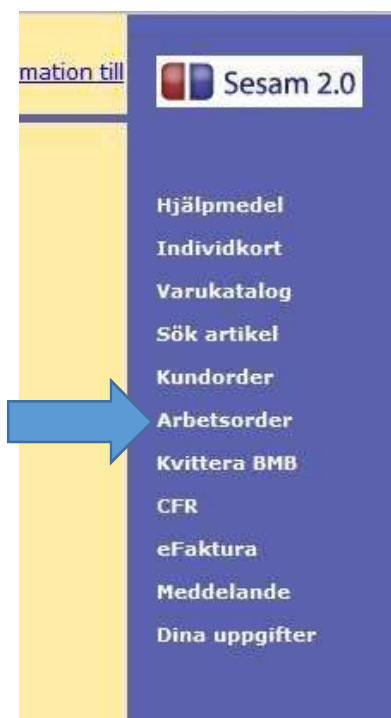 mation till
Sesam 2.0
Hjälpmedel
Individkort
Varukatalog
Sök artikel
Kundorder
Arbetsorder
Kvittera BMB
CFR
eFaktura
Meddelande
Dina uppgifter